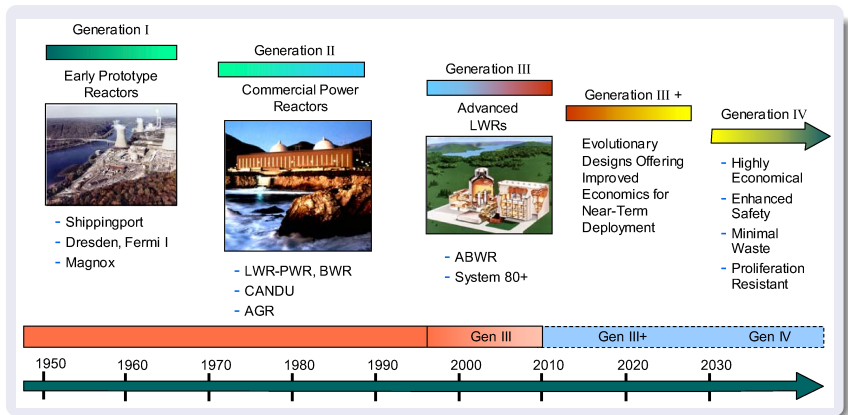 Generation I
Early Prototype
Reactors
- Shippingport
- Dresden, Fermi I
- Magnox
Generation II
Commercial Power
Reactors
- LWR-PWR, BWR
- CANDU
- AGR
Generation III
Advanced
LWRs
- ABWR
- System 80+
Generation III +
Evolutionary
Designs Offering
Improved
Economics for
Near-Term
Deployment
Generation IV
- Highly
Economical
- Enhanced
Safety
- Minimal
Waste
- Proliferation
Resistant
Gen III
Gen III+
Gen IV
1950
1960
1970
1980
1990
2000
2010
2020
2030